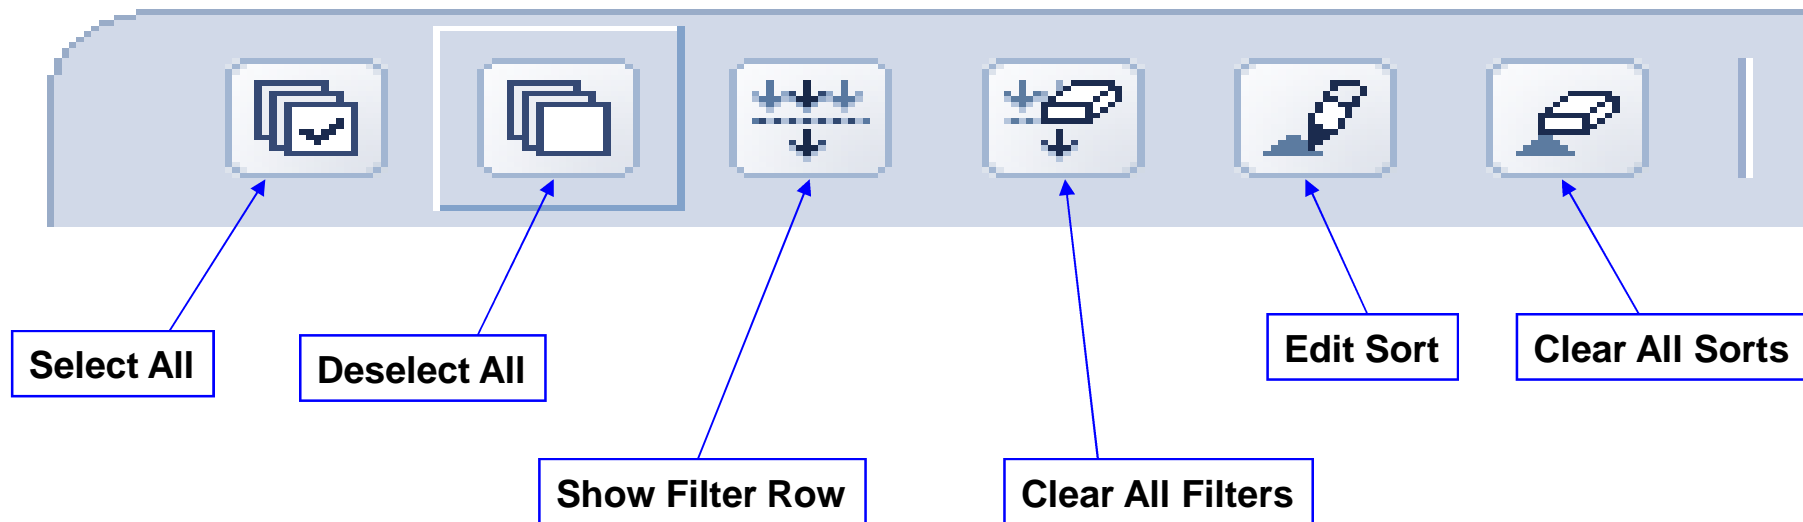 Select All
Deselect All
Edit Sort
Clear All Sorts
Show Filter Row
Clear All Filters